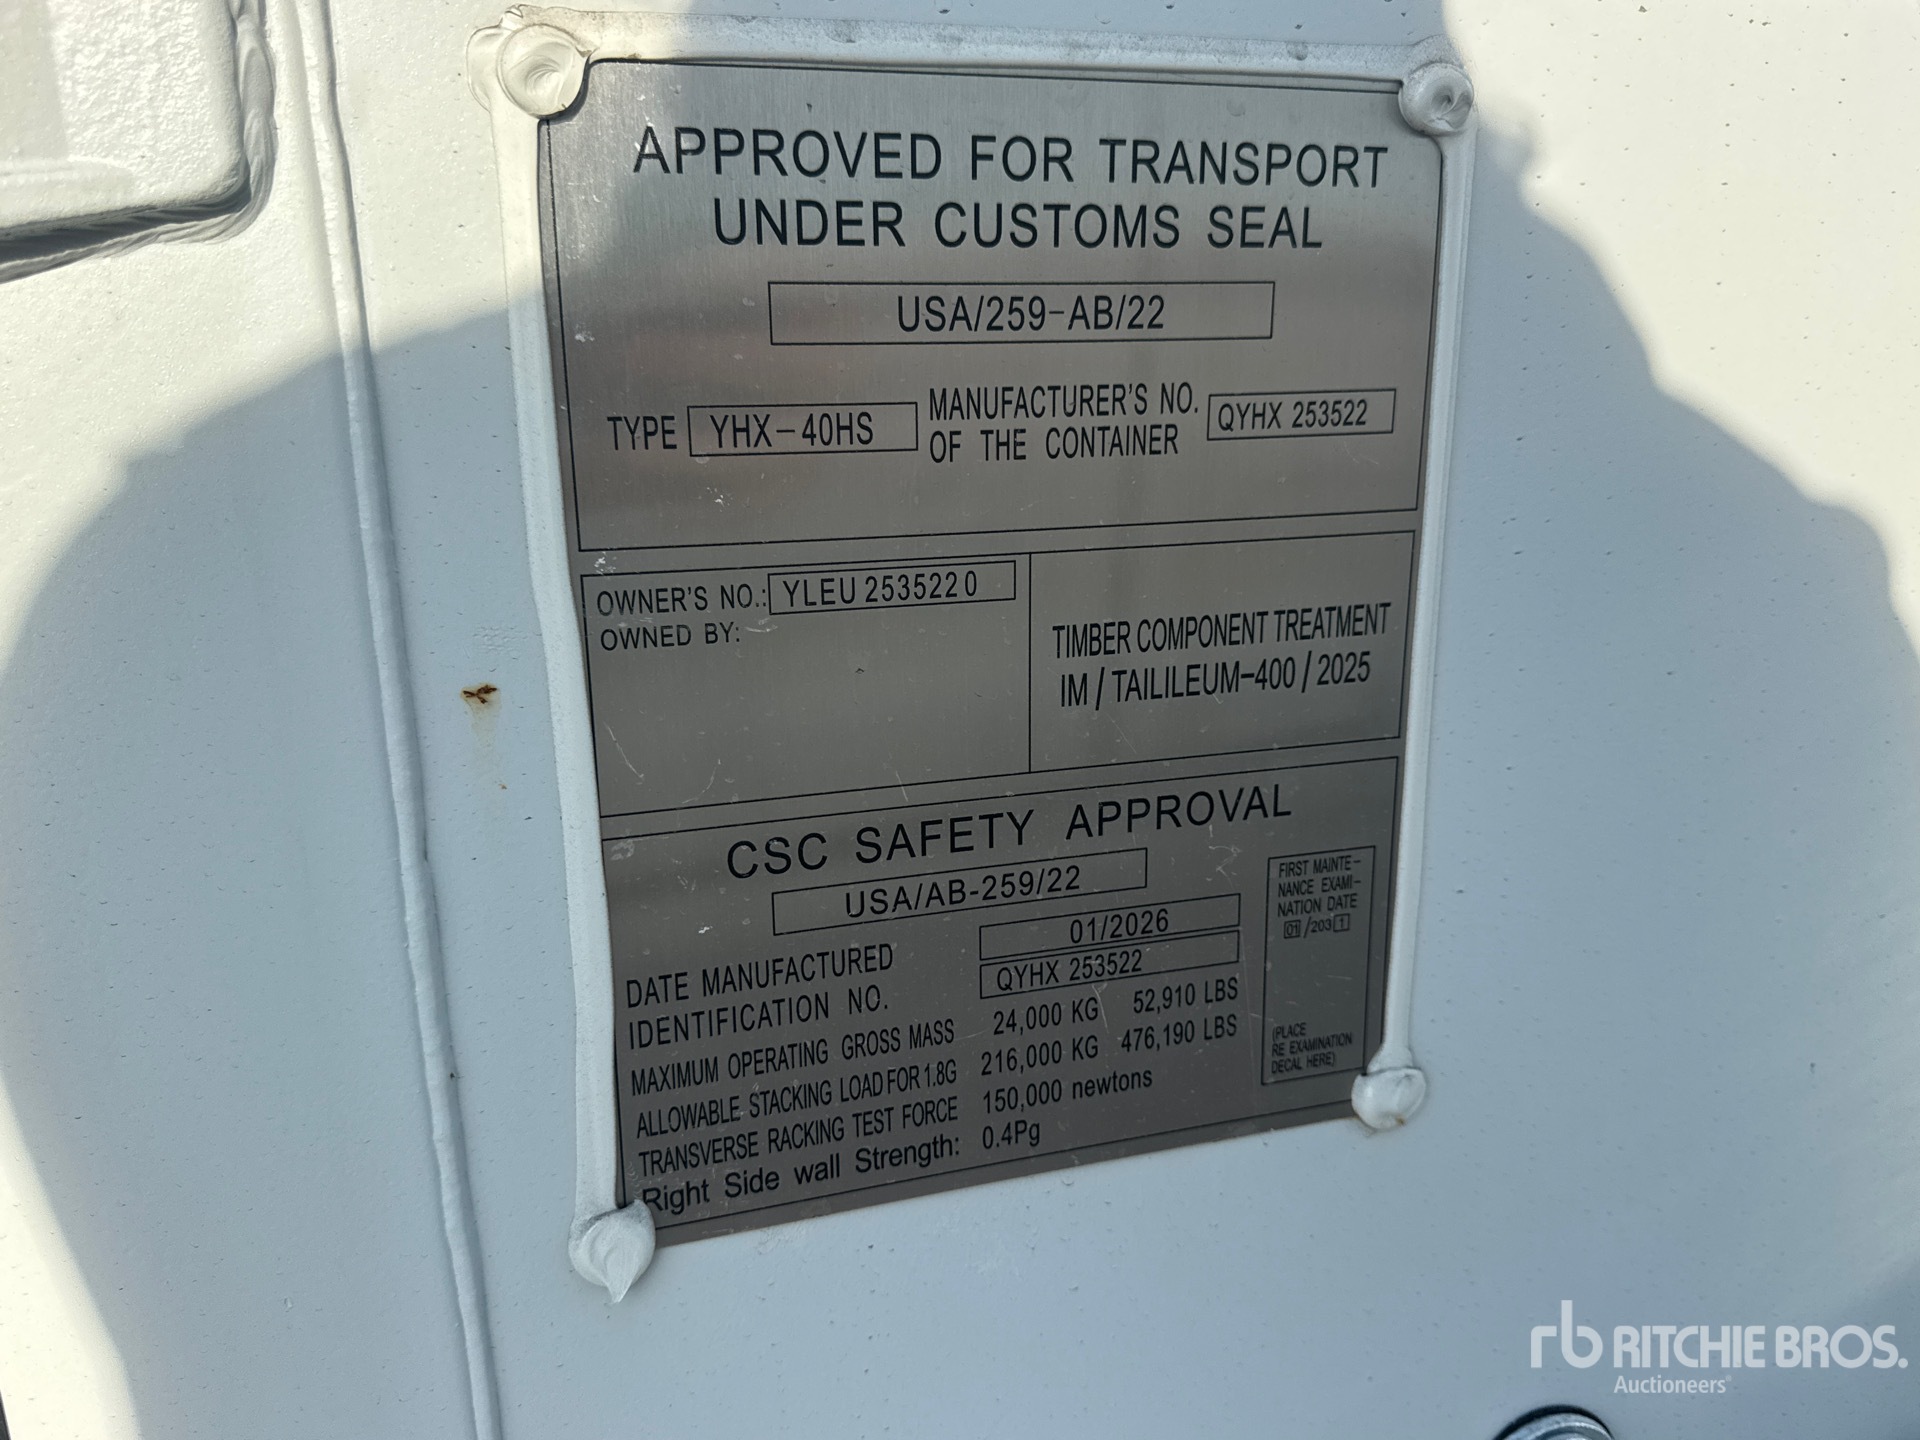 APPROVED FOR TRANSPORT
UNDER CUSTOMS SEAL
USA/259-AB/22
TYPE YHX-40HS MANUFACTURER'S NO. OF THE CONTAINER QYHX 253522
OWNER'S NO.: YLEU 253522 0
OWNED BY:
TIMBER COMPONENT TREATMENT
IM / TAILILEUM-400 / 2025
CSC SAFETY APPROVAL
USA/AB-259/22
DATE MANUFACTURED 01/2026
IDENTIFICATION NO. QYHX 253522
MAXIMUM OPERATING GROSS MASS 24,000 KG 52,910 LBS
ALLOWABLE STACKING LOAD FOR 1.8G 216,000 KG 476,190 LBS
TRANSVERSE RACKING TEST FORCE 150,000 newtons
Right Side wall Strength: 0.4Pg
FIRST MAINTE-
NANCE EXAMI-
NATION DATE
01/2031
(PLACE
RE EXAMINATION
DECAL HERE)
rb RITCHIE BROS.
Auctioneers